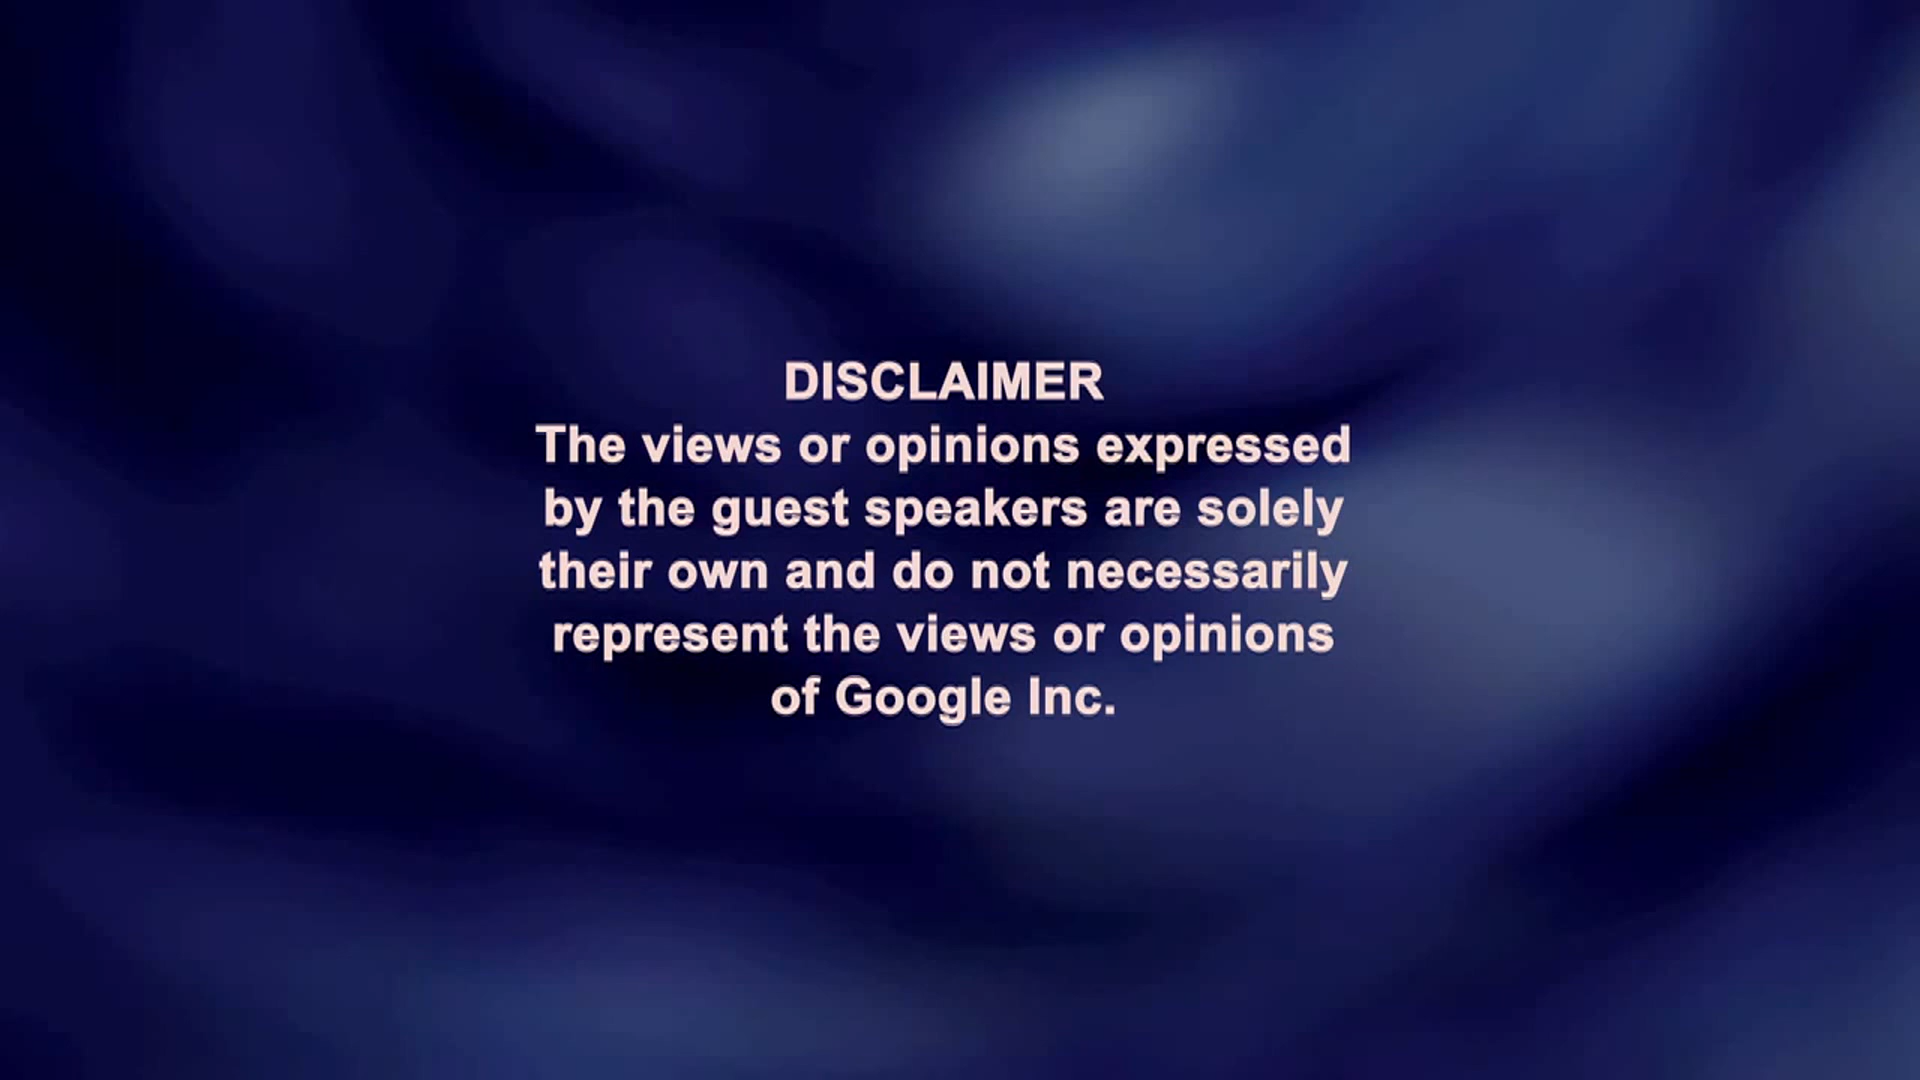 DISCLAIMER
The views or opinions expressed
by the guest speakers are solely
their own and do not necessarily
represent the views or opinions
of Google Inc.